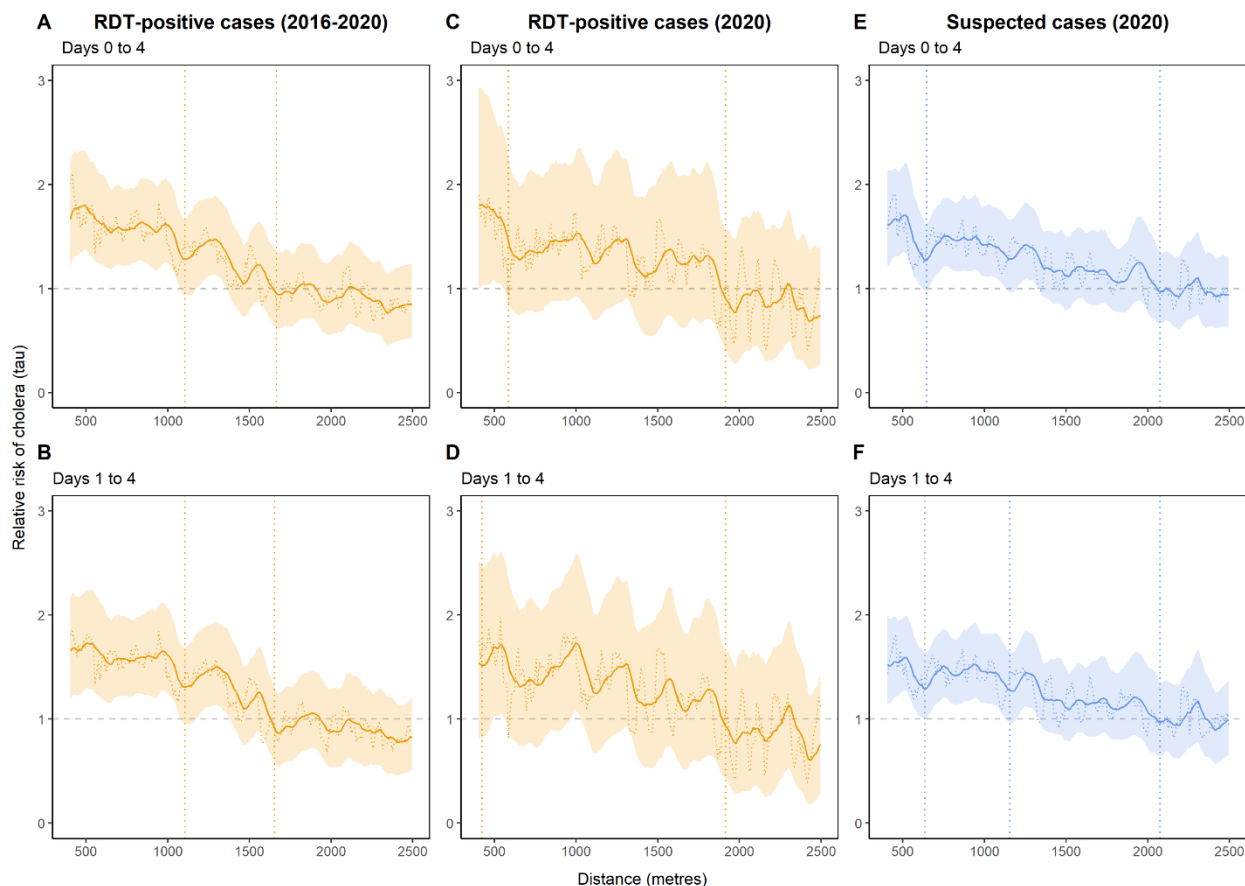 A RDT-positive cases (2016-2020)
Days 0 to 4
3
2
1
0
500 1000 1500 2000 2500
C RDT-positive cases (2020)
Days 0 to 4
3
2
1
0
500 1000 1500 2000 2500
E Suspected cases (2020)
Days 0 to 4
3
2
1
0
500 1000 1500 2000 2500
Relative risk of cholera (tau)
B
Days 1 to 4
3
2
1
0
500 1000 1500 2000 2500
D
Days 1 to 4
3
2
1
0
500 1000 1500 2000 2500
F
Days 1 to 4
3
2
1
0
500 1000 1500 2000 2500
Distance (metres)